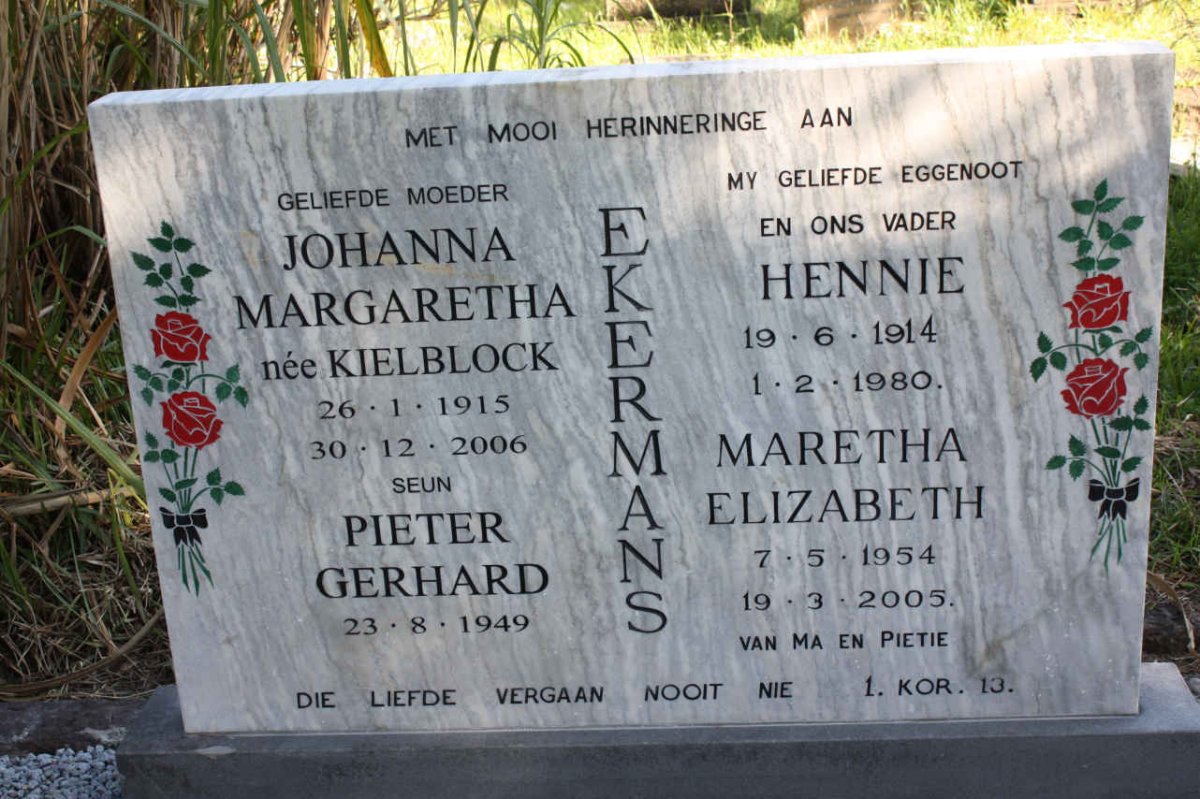 MET MOOI HERINNERINGE AAN
GELIEFDE MOEDER
JOHANNA
MARGARETHA
née KIELBLOCK
26 · 1 · 1915
30 · 12 · 2006
SEUN
PIETER
GERHARD
23 · 8 · 1949
EKERMANS
MY GELIEFDE EGGENOOT
EN ONS VADER
HENNIE
19 · 6 · 1914
1 · 2 · 1980.
MARETHA
ELIZABETH
7 · 5 · 1954
19 · 3 · 2005.
VAN MA EN PIETIE
DIE LIEFDE VERGAAN NOOIT NIE 1. KOR. 13.